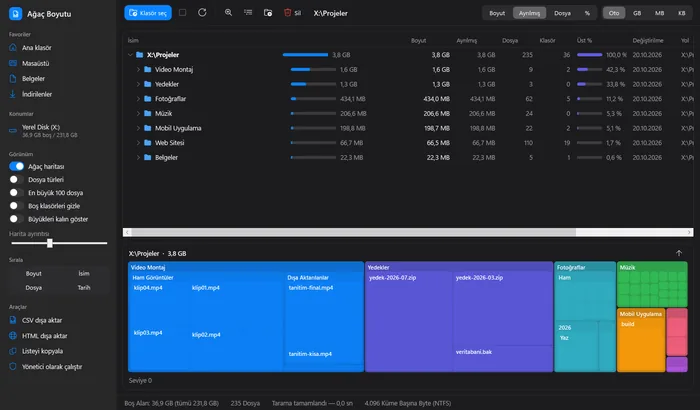 Ağaç Boyutu
Favoriler
Ana klasör
Masaüstü
Belgeler
İndirilenler
Konumlar
Yerel Disk (X:)
36,9 GB boş / 231,8 GB
Görünüm
Ağaç haritası
Dosya türleri
En büyük 100 dosya
Boş klasörleri gizle
Büyükleri kalın göster
Harita ayrıntısı
Sırala
Boyut İsim
Dosya Tarih
Araçlar
CSV dışa aktar
HTML dışa aktar
Listeyi kopyala
Yönetici olarak çalıştır
Klasör seç Sil X:\Projeler Boyut Ayrılmış Dosya % Oto GB MB KB
İsim Boyut Ayrılmış Dosya Klasör Üst % Değiştirilme Yol
X:\Projeler 3,8 GB 3,8 GB 3,8 GB 235 36 100,0 % 20.10.2026 X:\Pr
Video Montaj 1,6 GB 1,6 GB 1,6 GB 9 2 42,3 % 20.10.2026 X:\Pr
Yedekler 1,3 GB 1,3 GB 1,3 GB 3 0 33,8 % 20.10.2026 X:\Pr
Fotoğraflar 434,1 MB 434,0 MB 434,1 MB 62 5 11,2 % 20.10.2026 X:\Pr
Müzik 206,6 MB 206,6 MB 206,6 MB 24 0 5,3 % 20.10.2026 X:\Pr
Mobil Uygulama 198,8 MB 198,7 MB 198,8 MB 22 2 5,1 % 20.10.2026 X:\Pr
Web Sitesi 66,7 MB 66,5 MB 66,7 MB 110 19 1,7 % 20.10.2026 X:\Pr
Belgeler 22,3 MB 22,3 MB 22,3 MB 5 1 0,6 % 20.10.2026 X:\Pr
X:\Projeler · 3,8 GB
Video Montaj
Ham Görüntüler
klip04.mp4
klip01.mp4
klip03.mp4
klip02.mp4
Dışa Aktarılanlar
tanitim-final.mp4
tanitim-kisa.mp4
Yedekler
yedek-2026-07.zip
yedek-2026-03.zip
veritabani.bak
Fotoğraflar
Ham
2026
Yaz
Müzik
Mobil Uygulama
build
Seviye 0
Boş Alan: 36,9 GB (tümü 231,8 GB) 235 Dosya Tarama tamamlandı — 0,0 sn 4.096 Küme Başına Byte (NTFS)